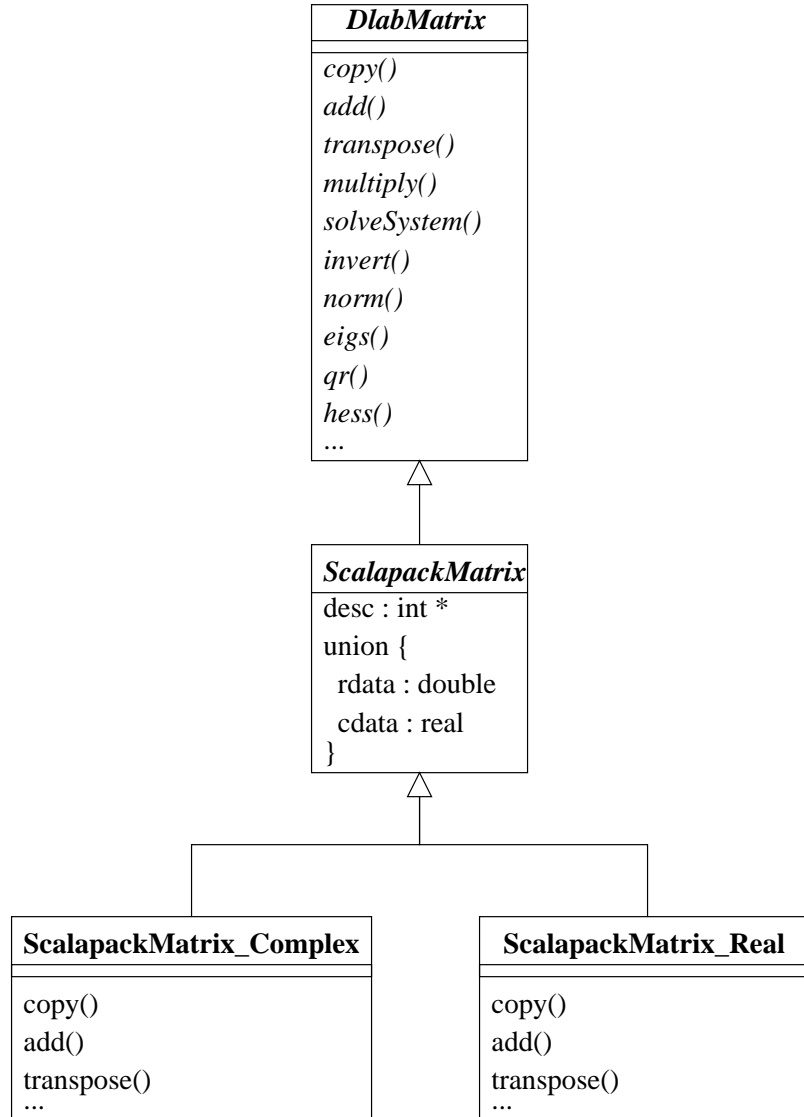 DlabMatrix
copy()
add()
transpose()
multiply()
solveSystem()
invert()
norm()
eigs()
qr()
hess()
...
ScalapackMatrix
desc : int *
union {
rdata : double
cdata : real
}
ScalapackMatrix_Complex
copy()
add()
transpose()
...
ScalapackMatrix_Real
copy()
add()
transpose()
...